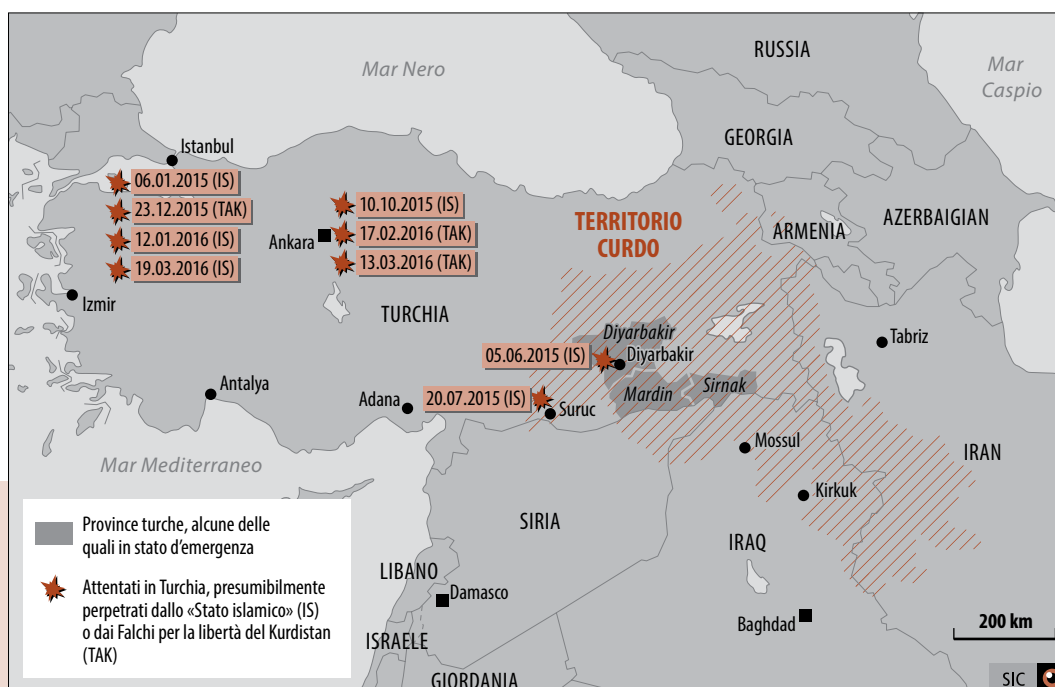 RUSSIA
Mar Nero
Mar
Caspio
GEORGIA
Istanbul
06.01.2015 (IS)
23.12.2015 (TAK)
12.01.2016 (IS)
19.03.2016 (IS)
10.10.2015 (IS)
17.02.2016 (TAK)
13.03.2016 (TAK)
Ankara
TERRITORIO
CURDO
ARMENIA
AZERBAIGIAN
Izmir
TURCHIA
Diyarbakir
05.06.2015 (IS)
Diyarbakir
Tabriz
Antalya
Adana
20.07.2015 (IS)
Suruc
Mardin
Sirnak
Mossul
IRAN
Mar Mediterraneo
Kirkuk
SIRIA
IRAQ
Province turche, alcune delle
quali in stato d'emergenza
Attentati in Turchia, presumibilmente
perpetrati dallo «Stato islamico» (IS)
o dai Falchi per la libertà del Kurdistan
(TAK)
LIBANO
Damasco
ISRAELE
GIORDANIA
Baghdad
200 km
SIC